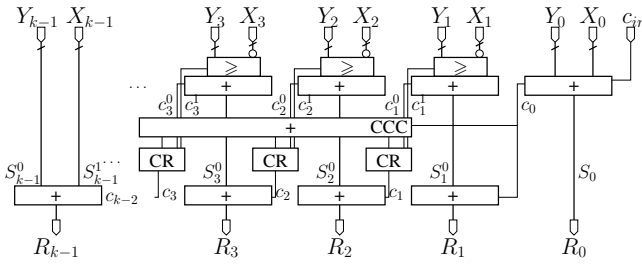 Y_{k−1} X_{k−1} Y_3 X_3 Y_2 X_2 Y_1 X_1 Y_0 X_0 c_{in}
⩾ ⩾ ⩾
... + + + +
c_3^0 c_3^1 c_2^0 c_2^1 c_1^0 c_1^1 c_0
+ CCC
CR CR CR
S_{k−1}^0 S_{k−1}^1 ... c_3 S_3^0 c_2 S_2^0 c_1 S_1^0 S_0
+ c_{k−2} + + +
R_{k−1} R_3 R_2 R_1 R_0